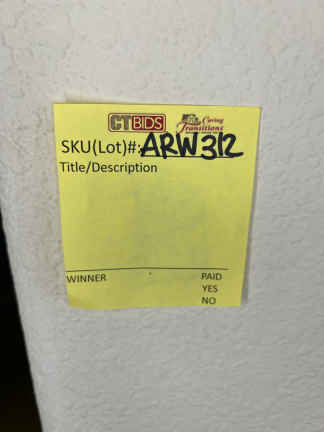 CTBIDS Caring Transitions
SKU(Lot)#:ARW312
Title/Description
WINNER PAID
YES
NO